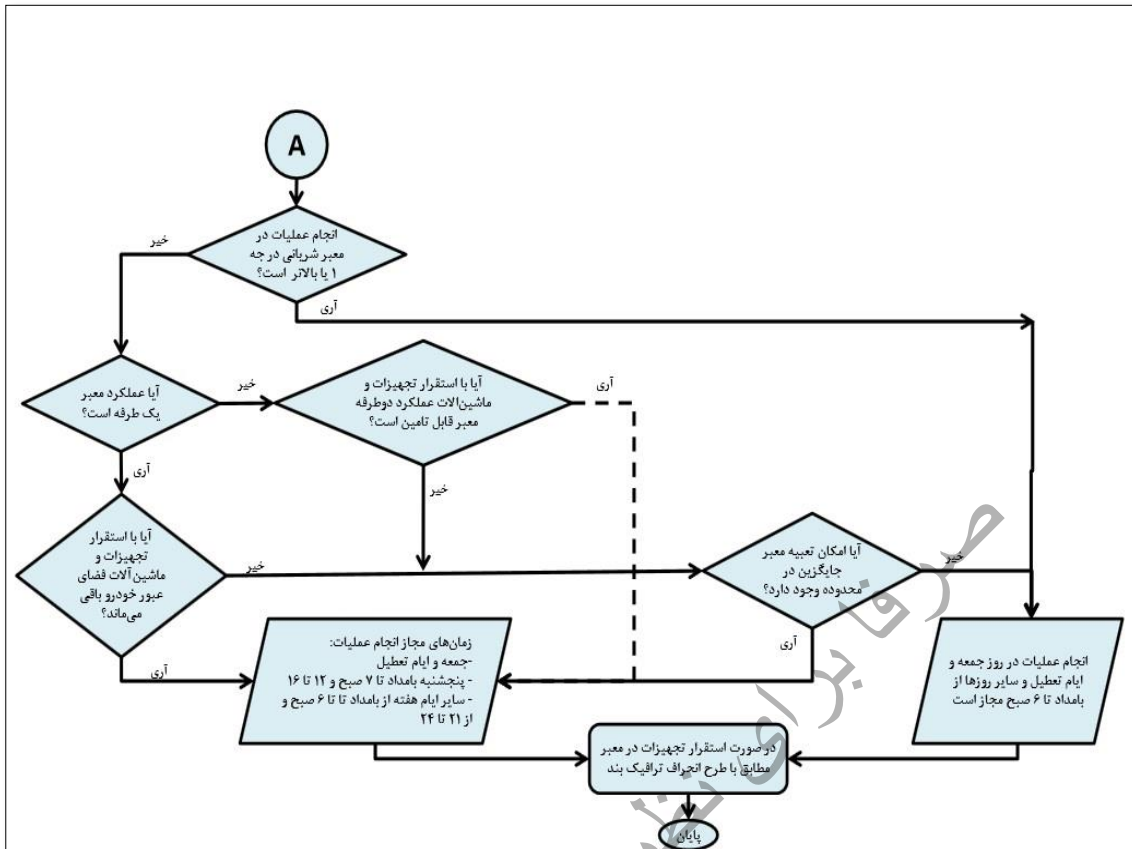 A
انجام عملیات در
معبر شریانی در جه
۱ یا بالاتر است؟
خیر
آری
آیا عملکرد معبر
یک طرفه است؟
خیر
آیا با استقرار تجهیزات و
ماشین‌الات عملکرد دوطرفه
معبر قابل تامین است؟
آری
آری
خیر
آیا با استقرار
تجهیزات و
ماشین‌آلات فضای
عبور خودرو باقی
می‌ماند؟
خیر
آیا امکان تعبیه معبر
جایگزین در
محدوده وجود دارد؟
خیر
آری
آری
زمان‌های مجاز انجام عملیات:
-جمعه و ایام تعطیل
- پنجشنبه بامداد تا ۷ صبح و ۱۲ تا ۱۶
- سایر ایام هفته از بامداد تا تا ۶ صبح و
از ۲۱ تا ۲۴
انجام عملیات در روز جمعه و
ایام تعطیل و سایر روزها از
بامداد تا ۶ صبح مجاز است
در صورت استقرار تجهیزات در معبر
مطابق با طرح انحراف ترافیک بند
پایان
صرفا برای